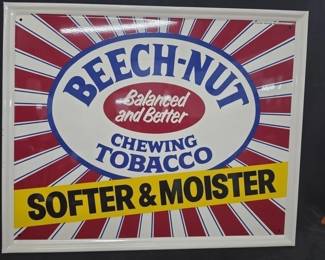 BEECH-NUT
Balanced
and Better
CHEWING
TOBACCO
SOFTER & MOISTER